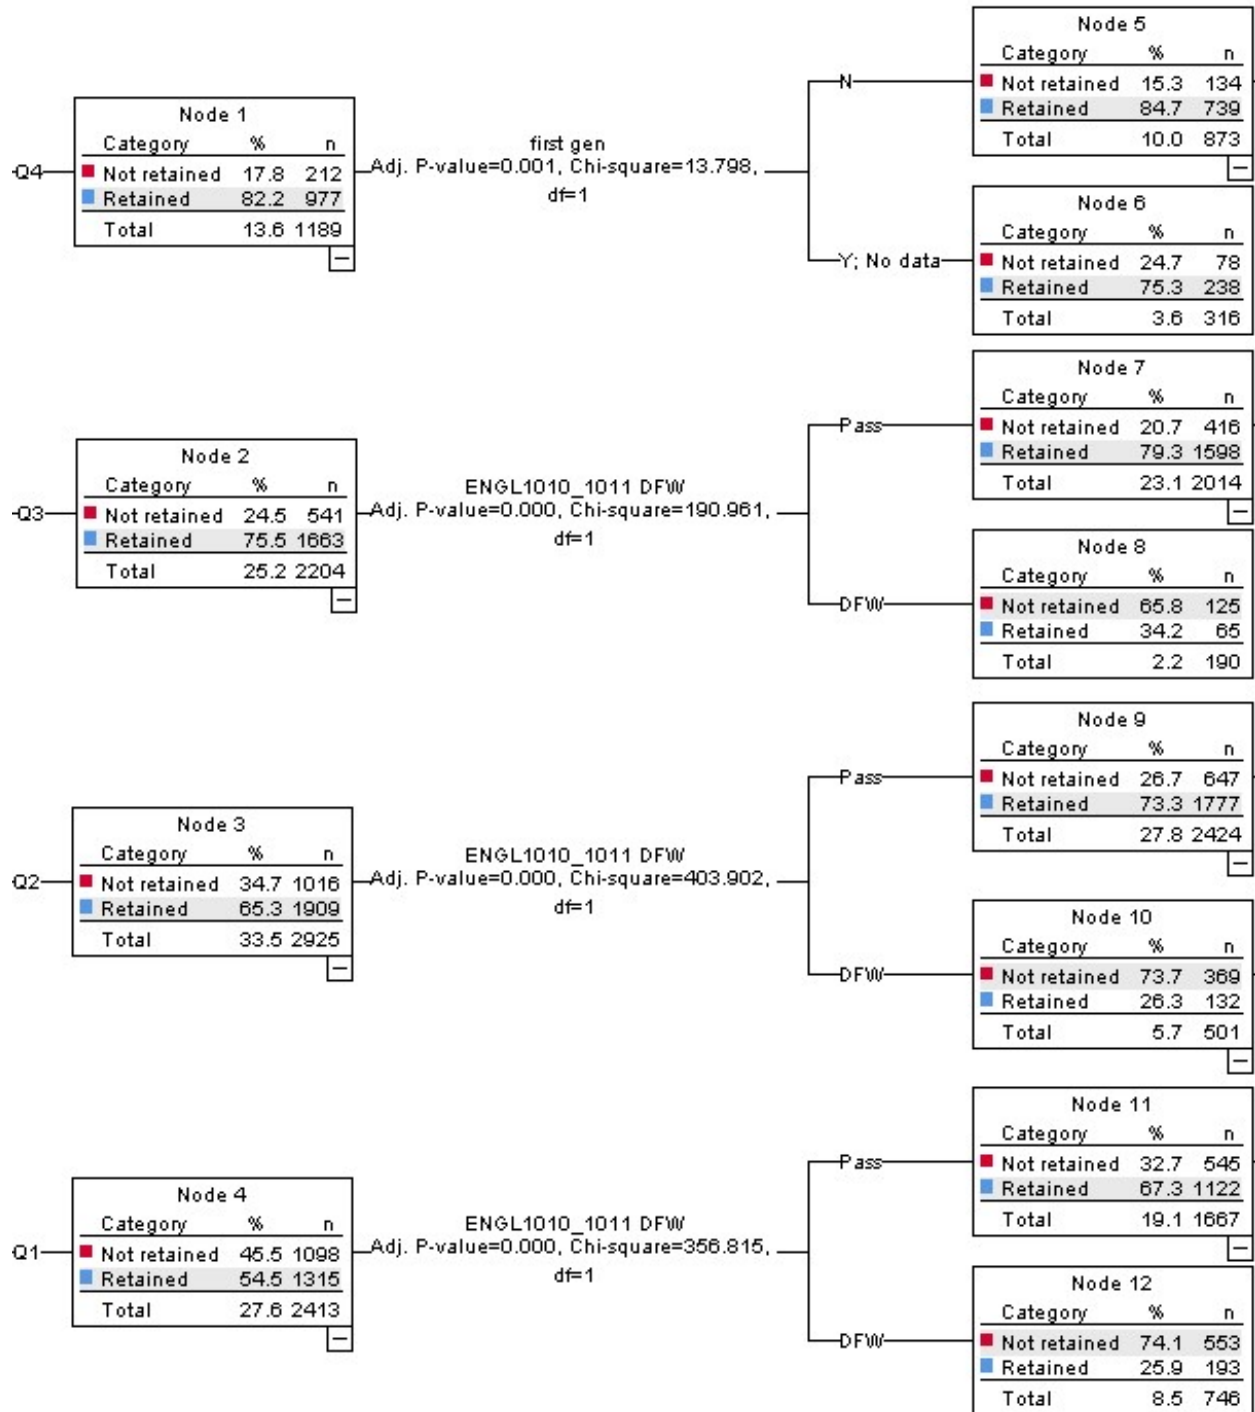 Q4
Node 1
Category % n
Not retained 17.8 212
Retained 82.2 977
Total 13.6 1189
first gen
Adj. P-value=0.001, Chi-square=13.798,
df=1
N
Node 5
Category % n
Not retained 15.3 134
Retained 84.7 739
Total 10.0 873
Y; No data
Node 6
Category % n
Not retained 24.7 78
Retained 75.3 238
Total 3.6 316
Q3
Node 2
Category % n
Not retained 24.5 541
Retained 75.5 1663
Total 25.2 2204
ENGL1010_1011 DFW
Adj. P-value=0.000, Chi-square=190.961,
df=1
Pass
Node 7
Category % n
Not retained 20.7 416
Retained 79.3 1598
Total 23.1 2014
DFW
Node 8
Category % n
Not retained 65.8 125
Retained 34.2 65
Total 2.2 190
Q2
Node 3
Category % n
Not retained 34.7 1016
Retained 65.3 1909
Total 33.5 2925
ENGL1010_1011 DFW
Adj. P-value=0.000, Chi-square=403.902,
df=1
Pass
Node 9
Category % n
Not retained 26.7 647
Retained 73.3 1777
Total 27.8 2424
DFW
Node 10
Category % n
Not retained 73.7 369
Retained 26.3 132
Total 5.7 501
Q1
Node 4
Category % n
Not retained 45.5 1098
Retained 54.5 1315
Total 27.6 2413
ENGL1010_1011 DFW
Adj. P-value=0.000, Chi-square=356.815,
df=1
Pass
Node 11
Category % n
Not retained 32.7 545
Retained 67.3 1122
Total 19.1 1667
DFW
Node 12
Category % n
Not retained 74.1 553
Retained 25.9 193
Total 8.5 746